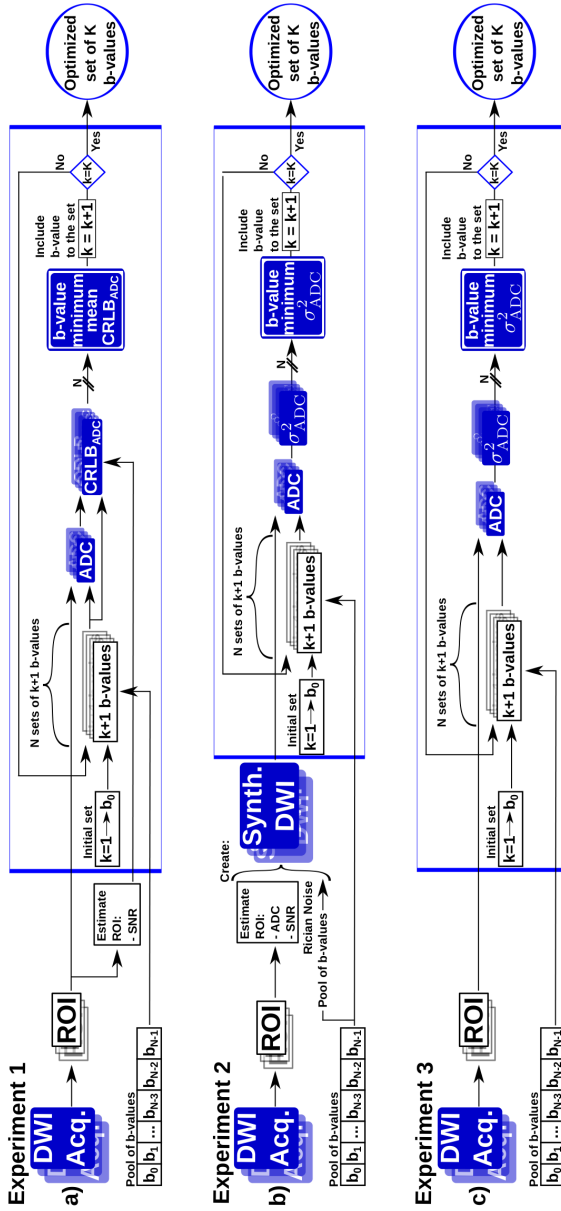 Experiment 1
a)
DWI
Acq.
ROI
Pool of b-values
b0 b1 ... bN-3 bN-2 bN-1
Estimate
ROI:
- SNR
Initial set
k=1 → b0
N sets of k+1 b-values
k+1 b-values
ADC
CRLBADC
N
b-value
minimum
mean
CRLBADC
Include
b-value
to the set
k = k+1
k=K
No
Yes
Optimized
set of K
b-values
Experiment 2
b)
DWI
Acq.
ROI
Pool of b-values
b0 b1 ... bN-3 bN-2 bN-1
Estimate
ROI:
- ADC
- SNR
Create:
Rician Noise
Pool of b-values
Synth.
DWI
Initial set
k=1 → b0
N sets of k+1 b-values
k+1 b-values
ADC
σ²ADC
N
b-value
minimum
σ²ADC
Include
b-value
to the set
k = k+1
k=K
No
Yes
Optimized
set of K
b-values
Experiment 3
c)
DWI
Acq.
ROI
Pool of b-values
b0 b1 ... bN-3 bN-2 bN-1
Initial set
k=1 → b0
N sets of k+1 b-values
k+1 b-values
ADC
σ²ADC
N
b-value
minimum
σ²ADC
Include
b-value
to the set
k = k+1
k=K
No
Yes
Optimized
set of K
b-values